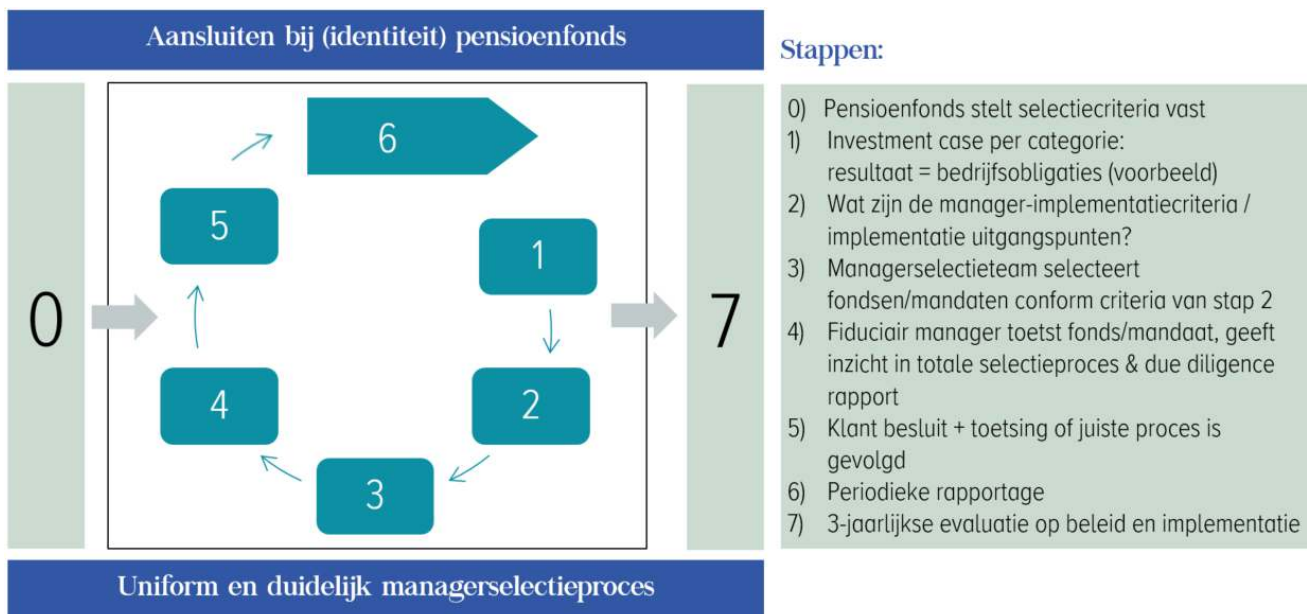 Aansluiten bij (identiteit) pensioenfonds
0
6
5
1
4
2
3
7
Uniform en duidelijk managerselectieproces
Stappen:
0) Pensioenfonds stelt selectiecriteria vast
1) Investment case per categorie:
resultaat = bedrijfsobligaties (voorbeeld)
2) Wat zijn de manager-implementatiecriteria /
implementatie uitgangspunten?
3) Managerselectieteam selecteert
fondsen/mandaten conform criteria van stap 2
4) Fiduciair manager toetst fonds/mandaat, geeft
inzicht in totale selectieproces & due diligence
rapport
5) Klant besluit + toetsing of juiste proces is
gevolgd
6) Periodieke rapportage
7) 3-jaarlijkse evaluatie op beleid en implementatie